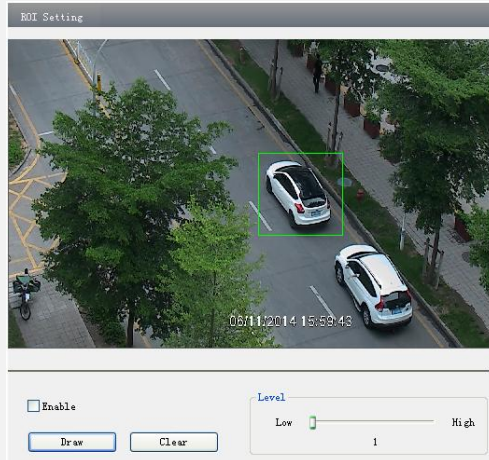 ROI Setting
06/11/2014 15:59:43
Enable
Level
Low
High
1
Draw
Clear